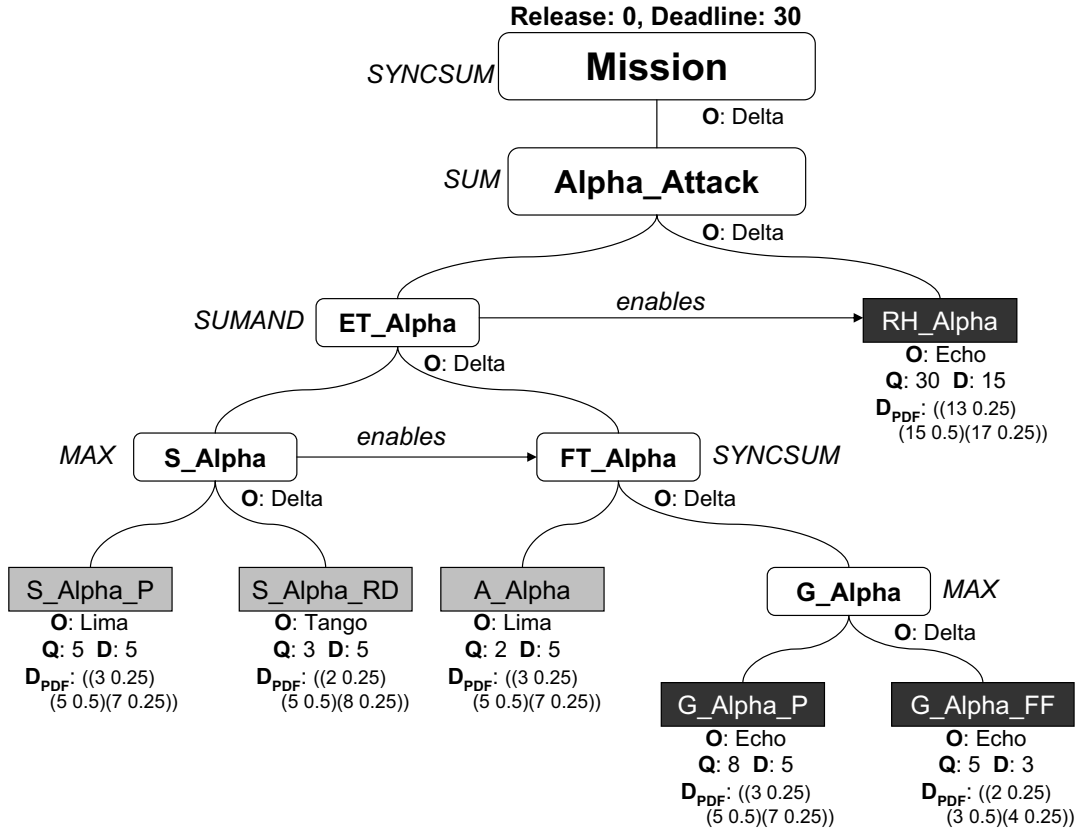 Release: 0, Deadline: 30
SYNCSUM
Mission
O: Delta
SUM
Alpha_Attack
O: Delta
SUMAND
ET_Alpha
enables
RH_Alpha
O: Delta
O: Echo
Q: 30 D: 15
DPDF: ((13 0.25)
(15 0.5)(17 0.25))
MAX
S_Alpha
enables
FT_Alpha
SYNCSUM
O: Delta
O: Delta
S_Alpha_P
O: Lima
Q: 5 D: 5
DPDF: ((3 0.25)
(5 0.5)(7 0.25))
S_Alpha_RD
O: Tango
Q: 3 D: 5
DPDF: ((2 0.25)
(5 0.5)(8 0.25))
A_Alpha
O: Lima
Q: 2 D: 5
DPDF: ((3 0.25)
(5 0.5)(7 0.25))
G_Alpha
MAX
O: Delta
G_Alpha_P
O: Echo
Q: 8 D: 5
DPDF: ((3 0.25)
(5 0.5)(7 0.25))
G_Alpha_FF
O: Echo
Q: 5 D: 3
DPDF: ((2 0.25)
(3 0.5)(4 0.25))